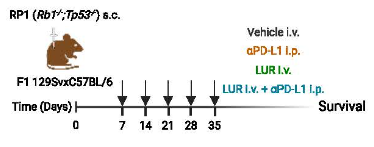 RP1 (Rb1-/-;Tp53-/-) s.c.
Vehicle i.v.
αPD-L1 i.p.
LUR i.v.
LUR i.v. + αPD-L1 i.p.
F1 129SvxC57BL/6
Time (Days)
Survival
0 7 14 21 28 35